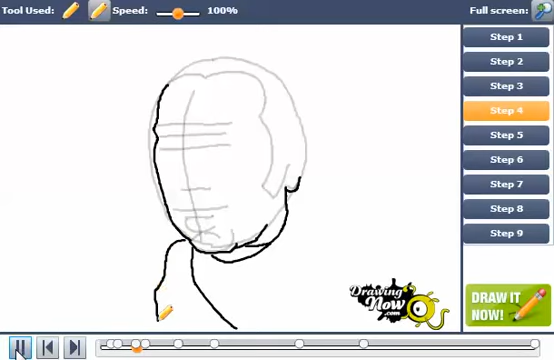 Tool Used: Speed: 100% Full screen:
Step 1
Step 2
Step 3
Step 4
Step 5
Step 6
Step 7
Step 8
Step 9
Drawing
Now.com
DRAW IT
NOW!